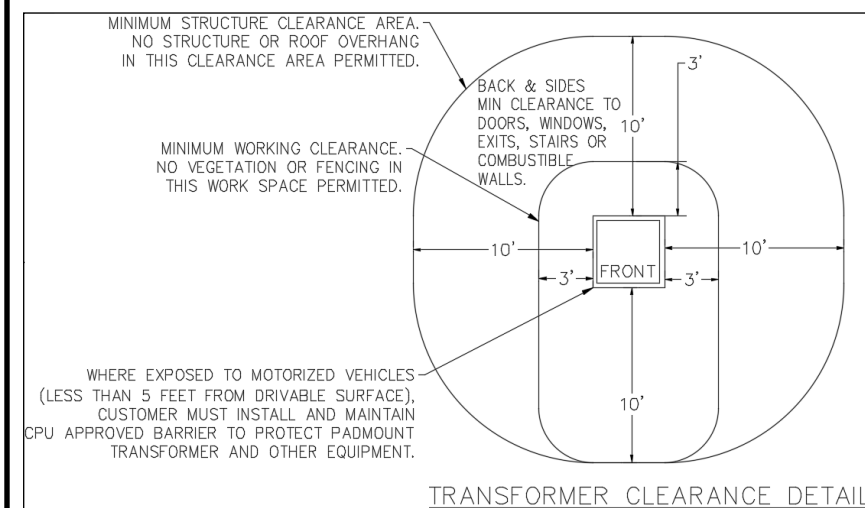 MINIMUM STRUCTURE CLEARANCE AREA.
NO STRUCTURE OR ROOF OVERHANG
IN THIS CLEARANCE AREA PERMITTED.
3'
BACK & SIDES
MIN CLEARANCE TO
DOORS, WINDOWS,
EXITS, STAIRS OR
COMBUSTIBLE
WALLS.
10'
MINIMUM WORKING CLEARANCE.
NO VEGETATION OR FENCING IN
THIS WORK SPACE PERMITTED.
10'
10'
3'
FRONT
3'
WHERE EXPOSED TO MOTORIZED VEHICLES
(LESS THAN 5 FEET FROM DRIVABLE SURFACE),
CUSTOMER MUST INSTALL AND MAINTAIN
CPU APPROVED BARRIER TO PROTECT PADMOUNT
TRANSFORMER AND OTHER EQUIPMENT.
10'
TRANSFORMER CLEARANCE DETAIL